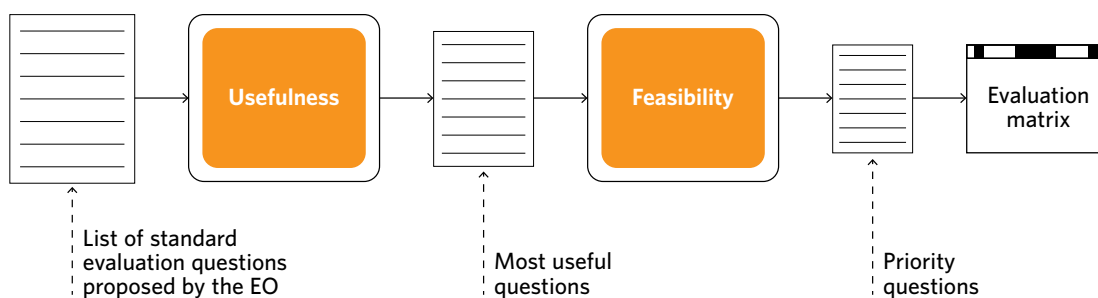 Usefulness
Feasibility
Evaluation
matrix
List of standard
evaluation questions
proposed by the EO
Most useful
questions
Priority
questions